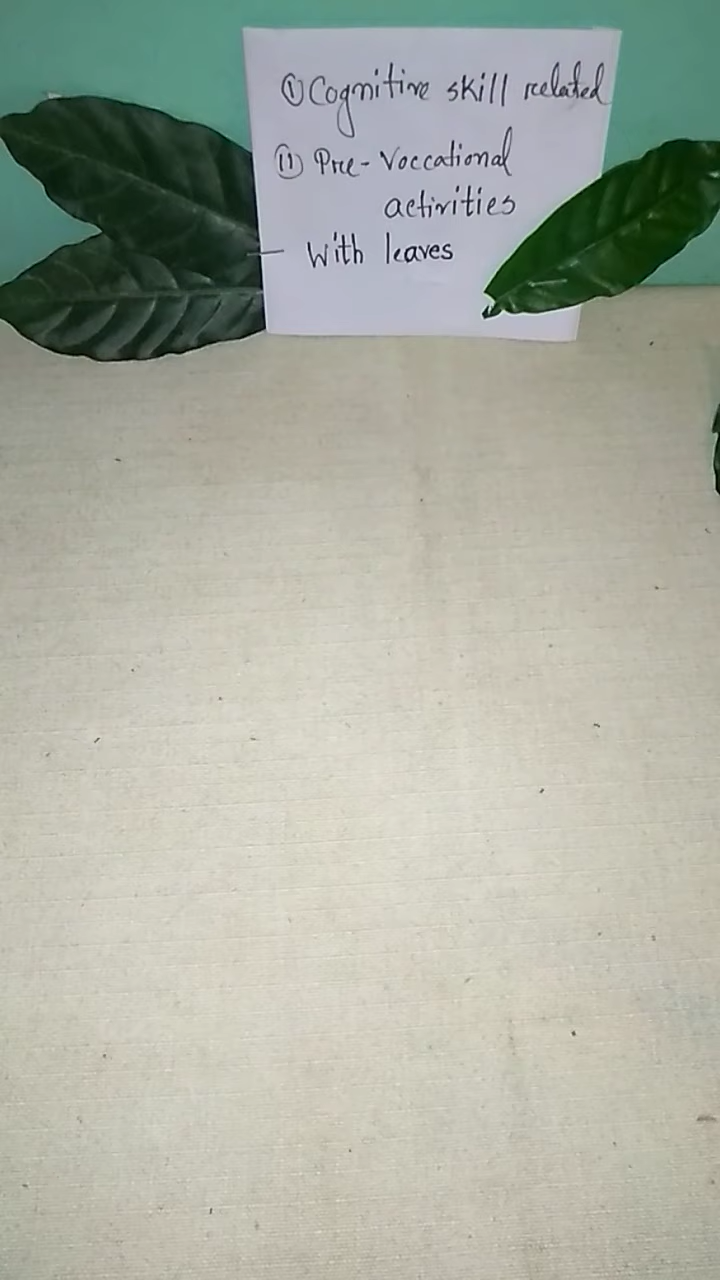 ① Cognitive skill related
⑪ Pre-Voccational
activities
— With leaves